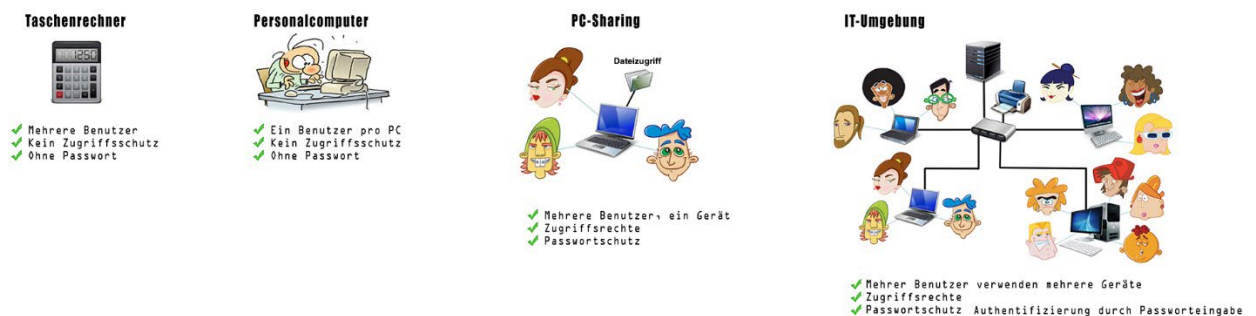 Taschenrechner
1250
Mehrere Benutzer
Kein Zugriffsschutz
Ohne Passwort
Personalcomputer
Ein Benutzer pro PC
Kein Zugriffsschutz
Ohne Passwort
PC-Sharing
Dateizugriff
Mehrere Benutzer, ein Gerät
Zugriffsrechte
Passwortschutz
IT-Umgebung
Mehrer Benutzer verwenden mehrere Geräte
Zugriffsrechte
Passwortschutz Authentifizierung durch Passworteingabe